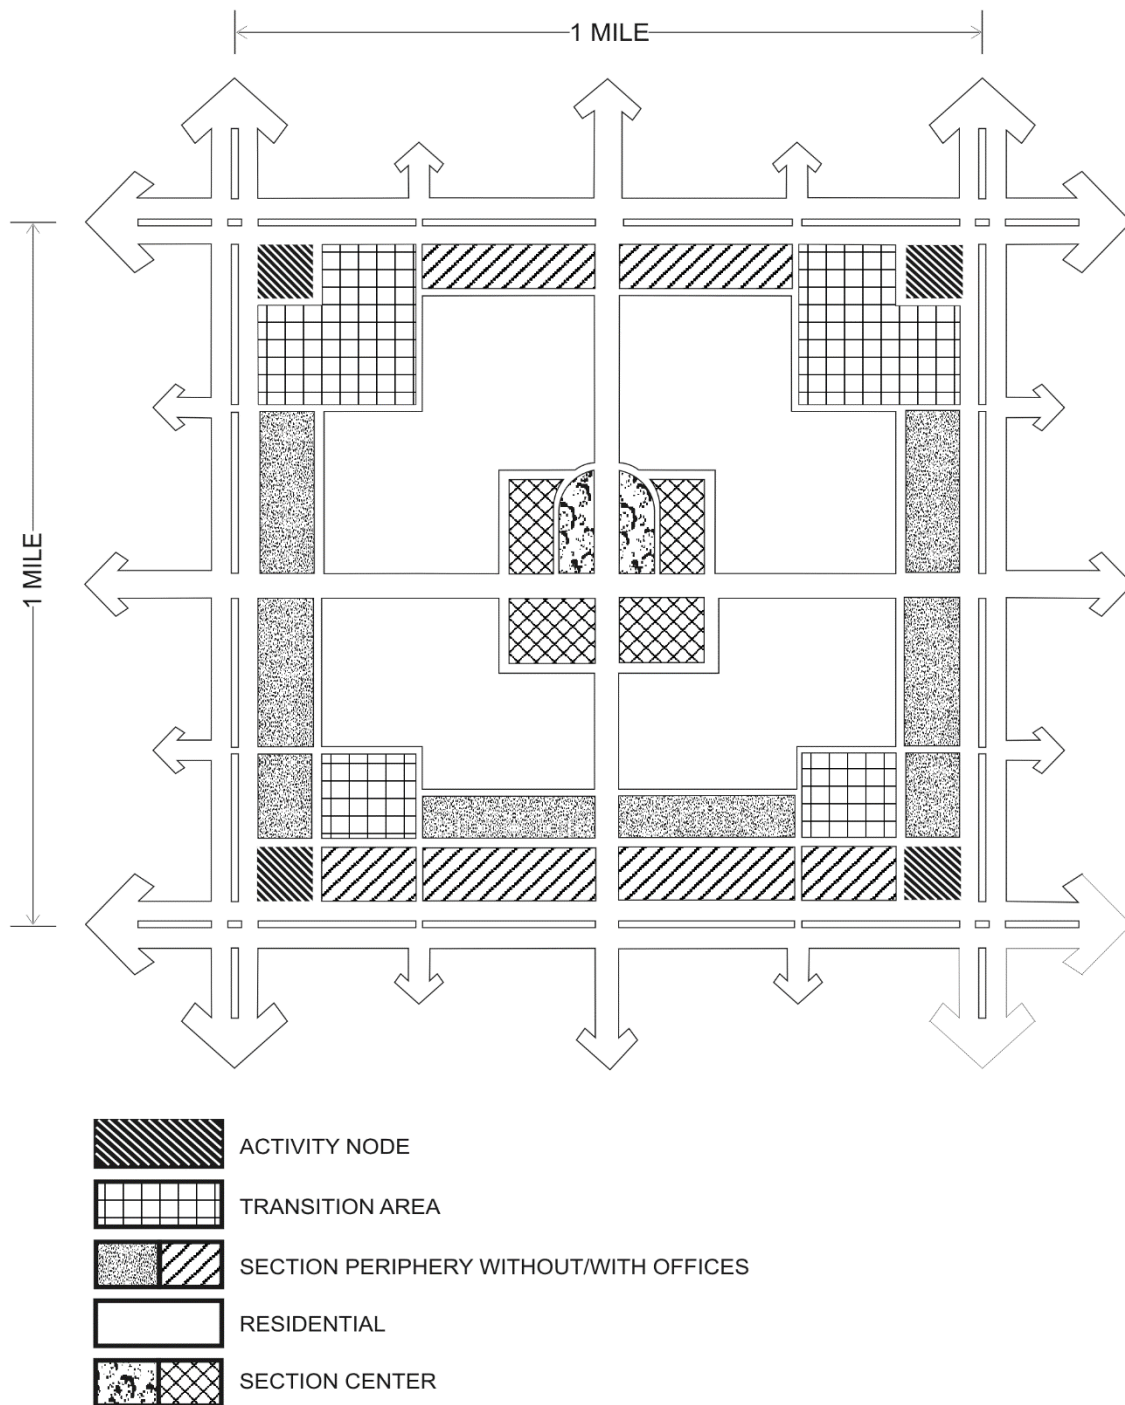 1 MILE
1 MILE
ACTIVITY NODE
TRANSITION AREA
SECTION PERIPHERY WITHOUT/WITH OFFICES
RESIDENTIAL
SECTION CENTER